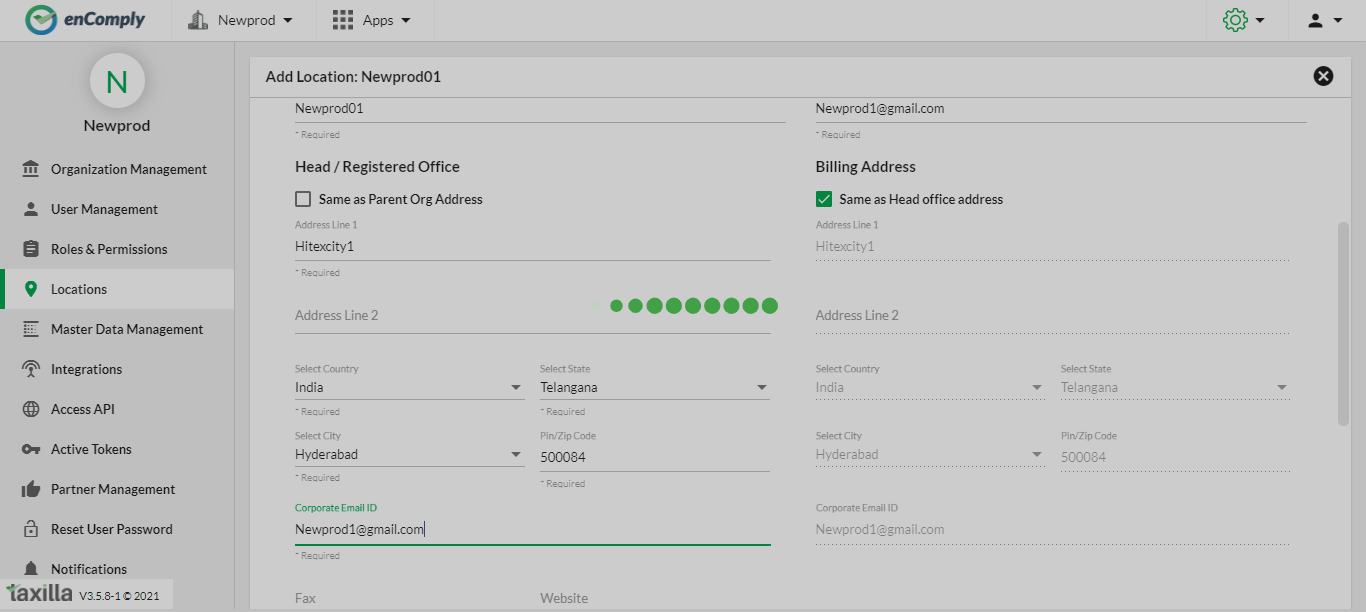 enComply Newprod Apps
N
Newprod
Organization Management
User Management
Roles & Permissions
Locations
Master Data Management
Integrations
Access API
Active Tokens
Partner Management
Reset User Password
Notifications
taxilla V3.5.8-1 © 2021
Add Location: Newprod01
Newprod01 Newprod1@gmail.com
* Required * Required
Head / Registered Office Billing Address
Same as Parent Org Address Same as Head office address
Address Line 1 Address Line 1
Hitexcity1 Hitexcity1
* Required
Address Line 2 Address Line 2
Select Country Select State Select Country Select State
India Telangana India Telangana
* Required * Required
Select City Pin/Zip Code Select City Pin/Zip Code
Hyderabad 500084 Hyderabad 500084
* Required * Required
Corporate Email ID Corporate Email ID
Newprod1@gmail.com Newprod1@gmail.com
* Required
Fax Website